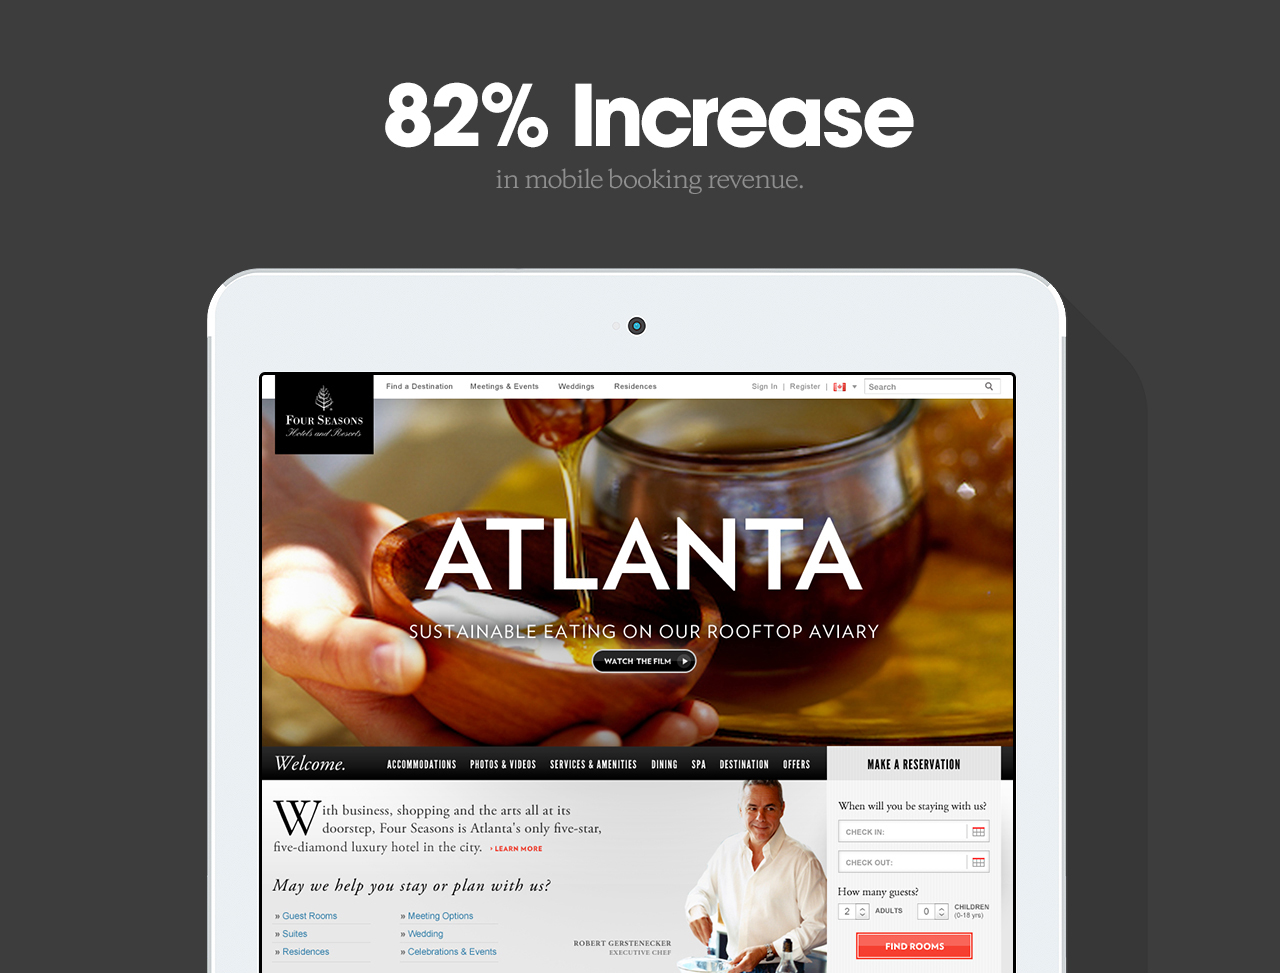 82% Increase
in mobile booking revenue.
Find a Destination Meetings & Events Weddings Residences Sign In | Register | Search
FOUR SEASONS
Hotels and Resorts
ATLANTA
SUSTAINABLE EATING ON OUR ROOFTOP AVIARY
WATCH THE FILM
Welcome. ACCOMMODATIONS PHOTOS & VIDEOS SERVICES & AMENITIES DINING SPA DESTINATION OFFERS MAKE A RESERVATION
With business, shopping and the arts all at its
doorstep, Four Seasons is Atlanta's only five-star,
five-diamond luxury hotel in the city. › LEARN MORE
May we help you stay or plan with us?
» Guest Rooms » Meeting Options
» Suites » Wedding
» Residences » Celebrations & Events
ROBERT GERSTENECKER
EXECUTIVE CHEF
When will you be staying with us?
CHECK IN:
CHECK OUT:
How many guests?
2 ADULTS 0 CHILDREN
(0-18 yrs)
FIND ROOMS